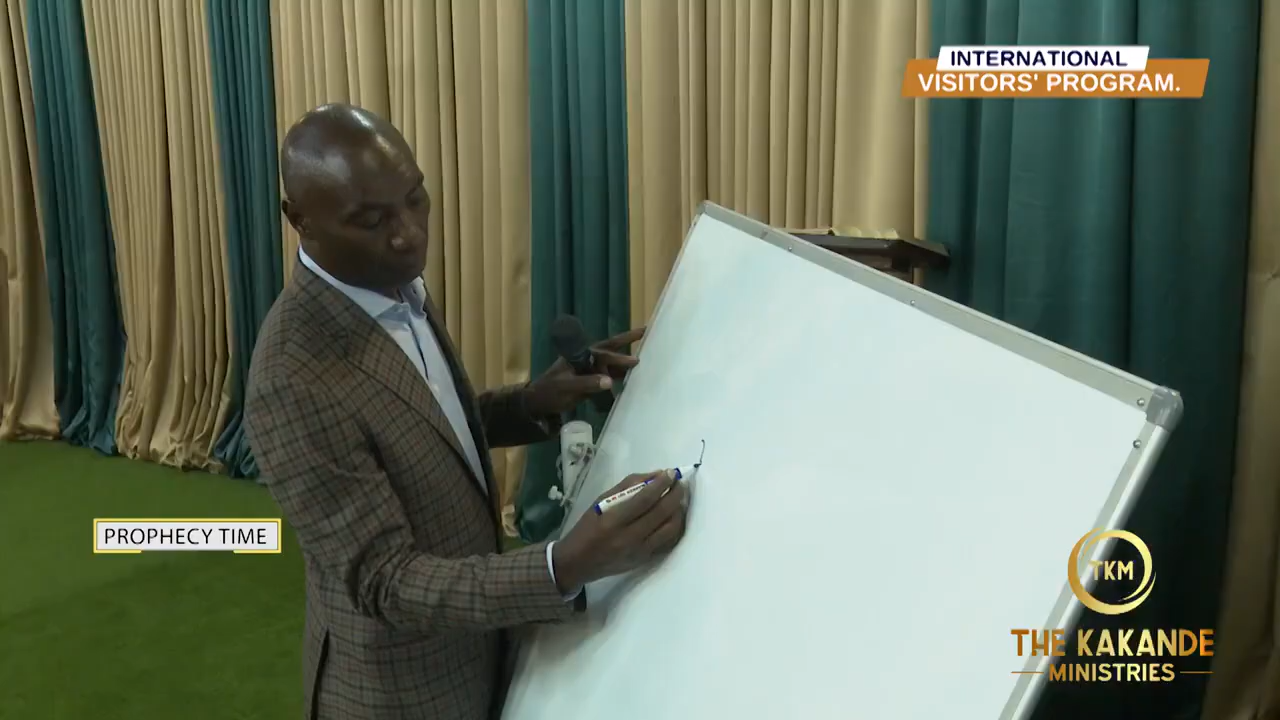 INTERNATIONAL
VISITORS' PROGRAM.
PROPHECY TIME
TKM
THE KAKANDE
MINISTRIES